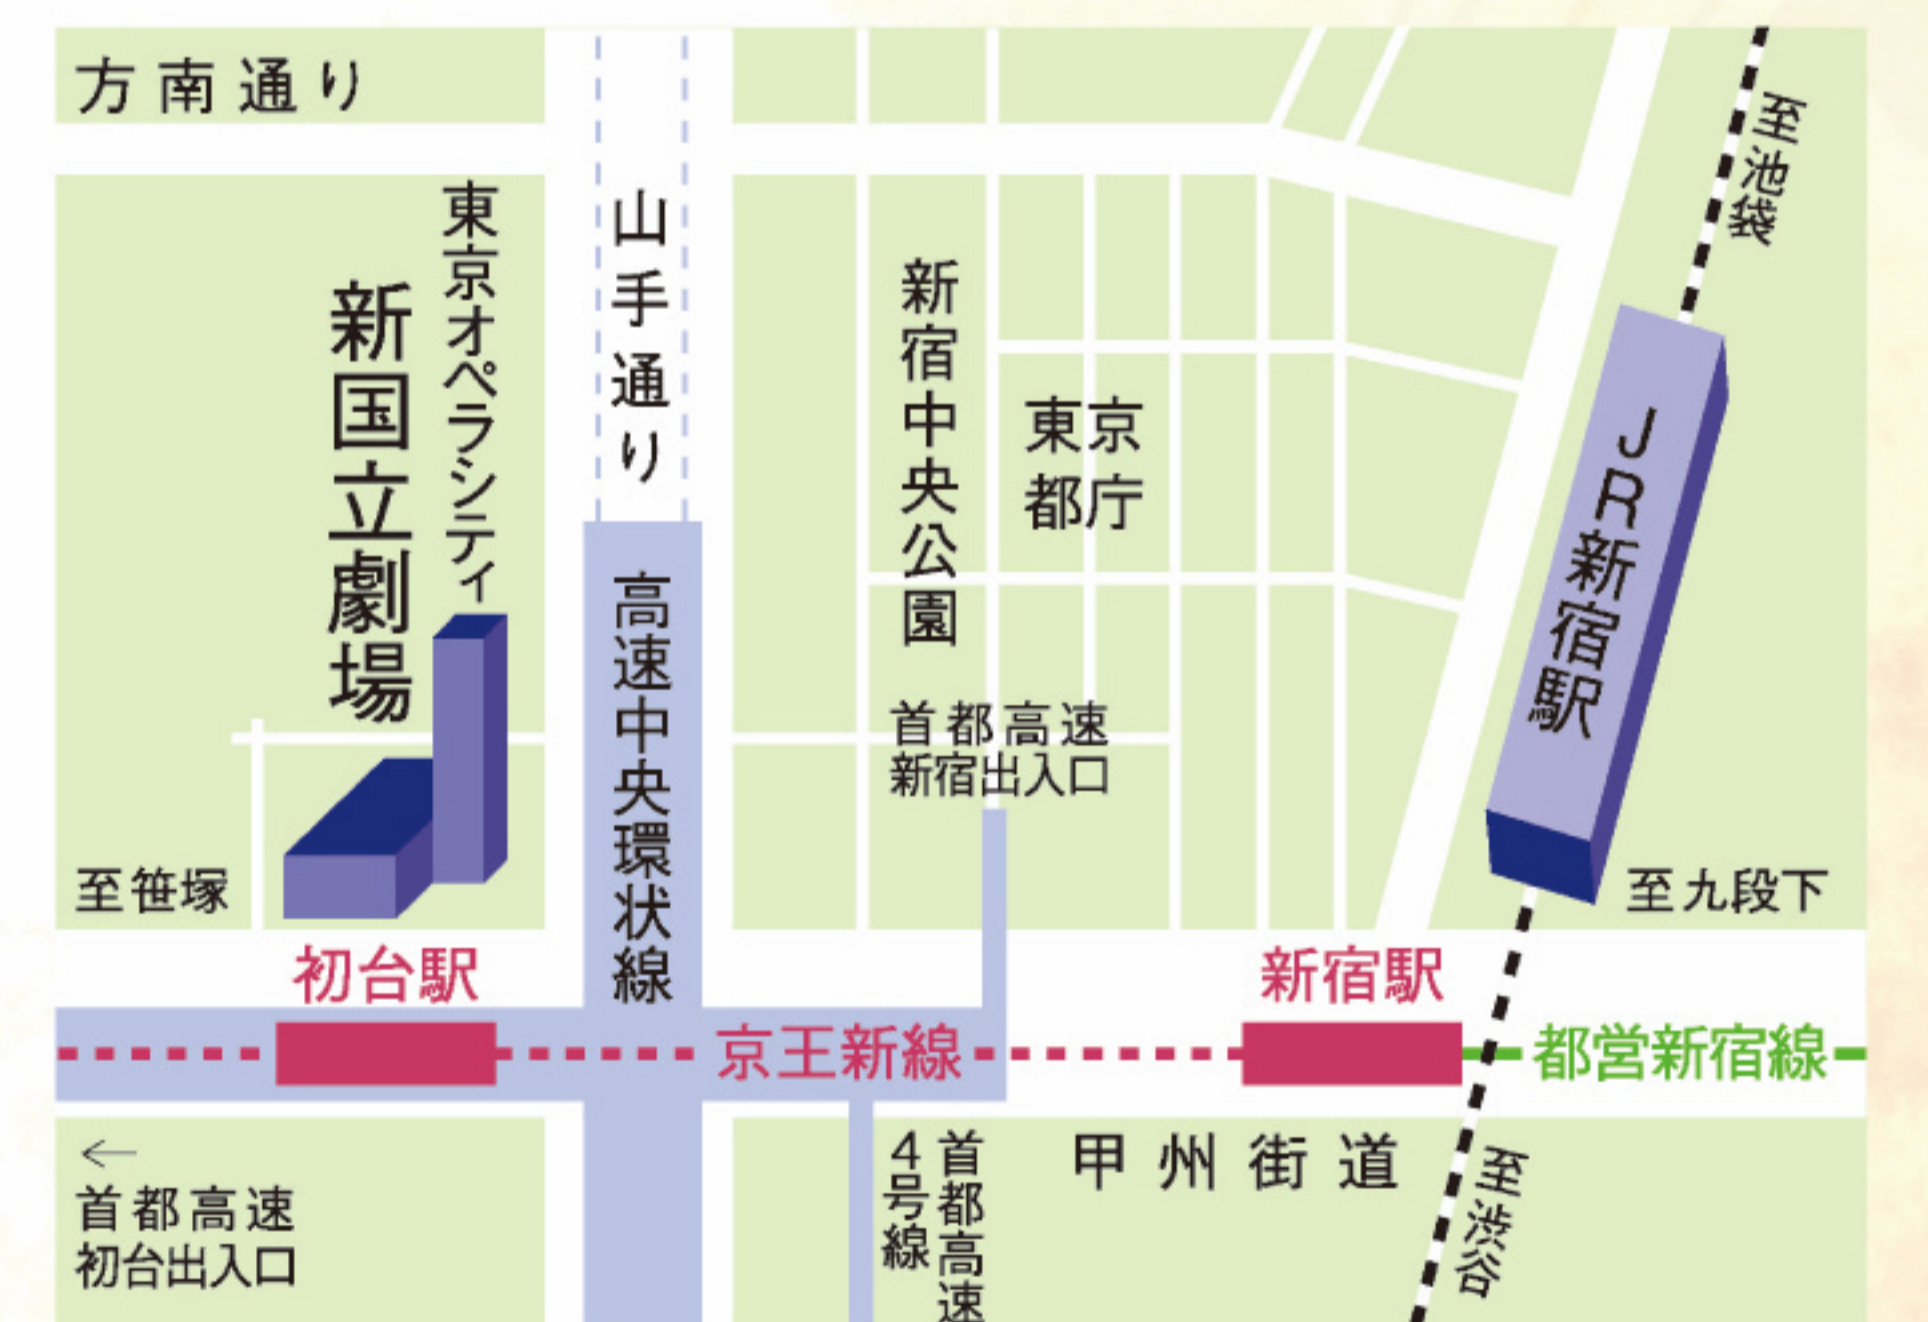 方南通り
至池袋
山手通り
東京オペラシティ
新国立劇場
新宿中央公園
東京
都庁
JR新宿駅
高速中央環状線
首都高速
新宿出入口
至笹塚
至九段下
初台駅
新宿駅
京王新線
都営新宿線
←
首都高速
初台出入口
首都高速
4号線
甲州街道
至渋谷